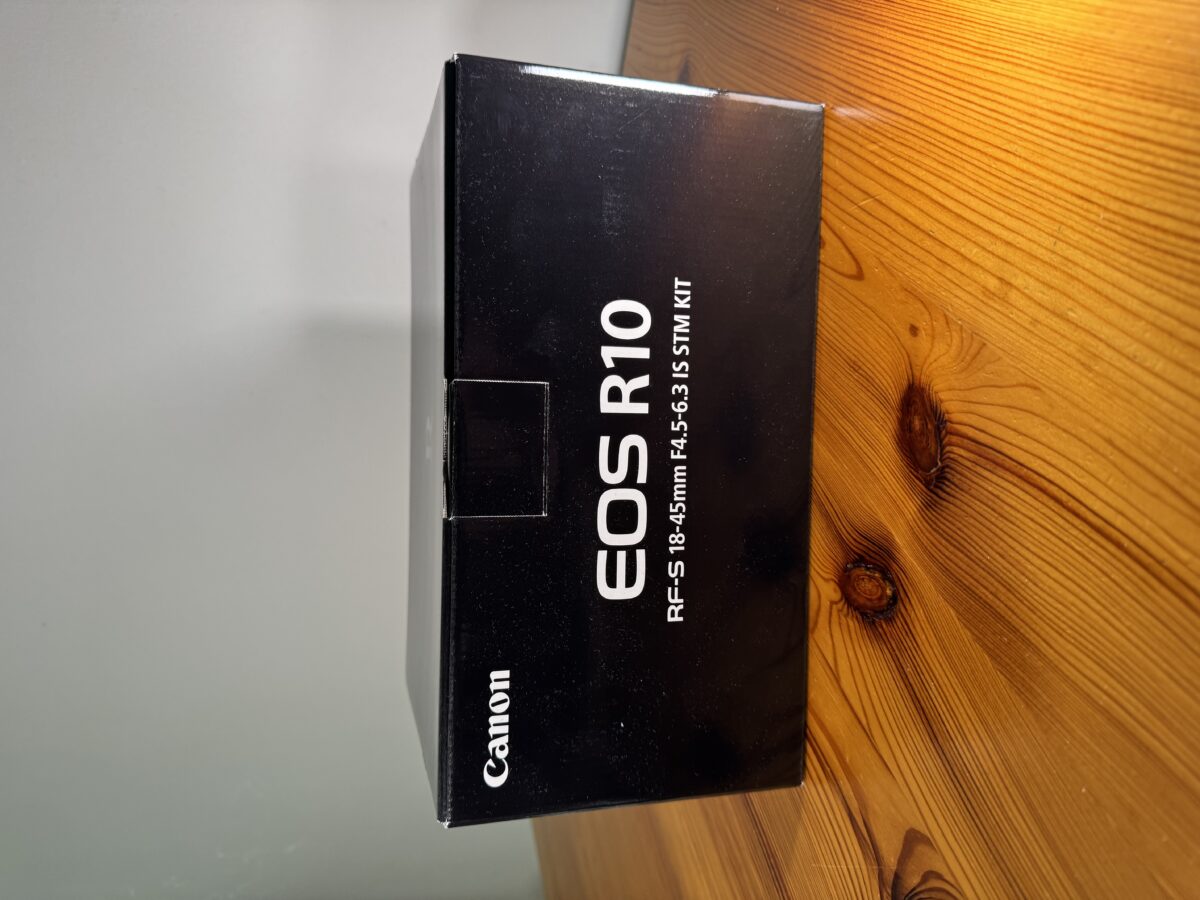 Canon
EOS R10
RF-S 18-45mm F4.5-6.3 IS STM KIT